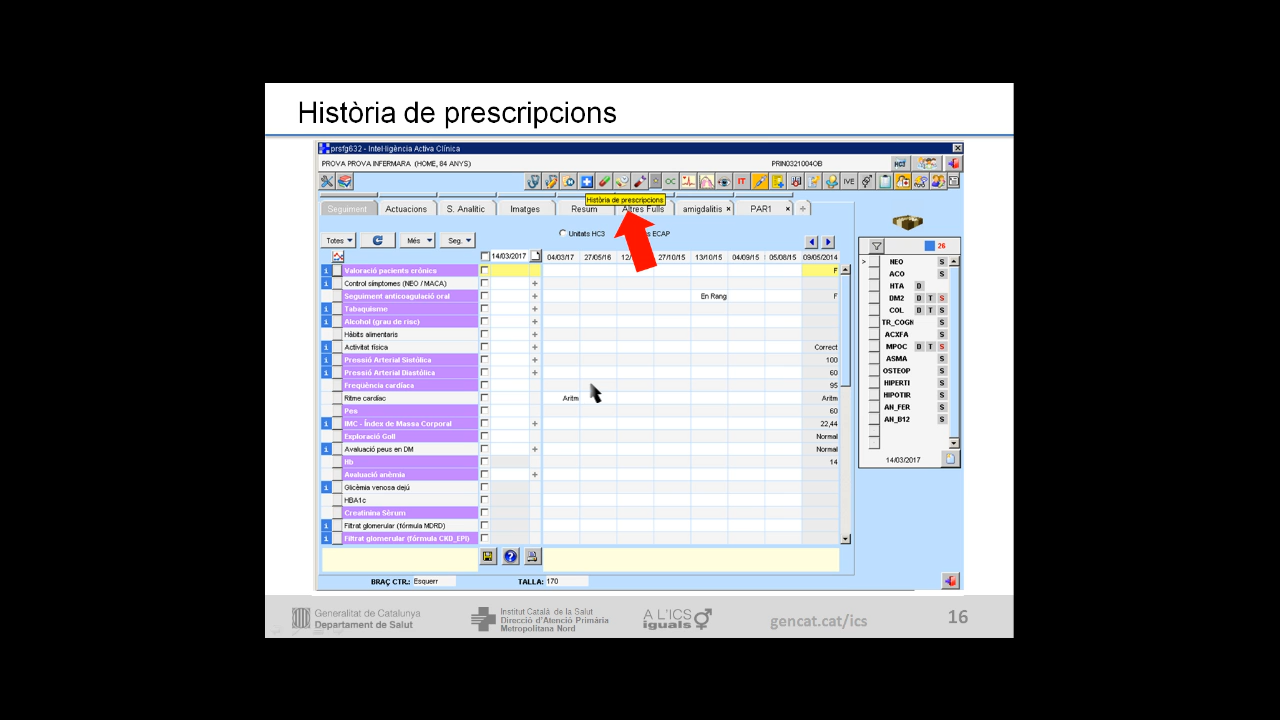 Història de prescripcions
prsfg632 - Intel·ligència Activa Clínica
PROVA PROVA INFERMARA (HOME, 84 ANYS) PRIN0321004OB HC3
OC IT IVE
Història de prescripcions
Seguiment Actuacions S. Analític Imatges Resum Altres Fulls amigdalitis × PAR1 × +
Totes Més Seg. Unitats HC3 ECAP
14/03/2017 04/03/17 27/05/16 12/ 27/10/15 13/10/15 04/09/15 05/08/15 09/05/2014
i Valoració pacients crònics F
i Control símptomes (NEO / MACA) +
Seguiment anticoagulació oral + En Rang F
i Tabaquisme +
i Alcohol (grau de risc) +
Hàbits alimentaris +
i Activitat física + Correct
i Pressió Arterial Sistòlica + 100
i Pressió Arterial Diastòlica + 60
Freqüència cardíaca 95
Ritme cardíac Aritm Aritm
Pes 60
i IMC - Índex de Massa Corporal + 22,44
Exploració Goll Normal
i Avaluació peus en DM + Normal
Hb 14
Avaluació anèmia +
i Glicèmia venosa dejú
HBA1c
Creatinina Sèrum
i Filtrat glomerular (fórmula MDRD)
i Filtrat glomerular (fórmula CKD_EPI)
BRAÇ CTR.: Esquerr TALLA: 170
26
> NEO S
ACO S
HTA D
DM2 D T S
COL D T S
TR_COGN S
ACXFA S
MPOC D T S
ASMA S
OSTEOP S
HIPERTI S
HIPOTIR S
AN_FER S
AN_B12 S
14/03/2017
Generalitat de Catalunya
Departament de Salut
Institut Català de la Salut
Direcció d'Atenció Primària
Metropolitana Nord
A L'ICS
iguals
gencat.cat/ics
16